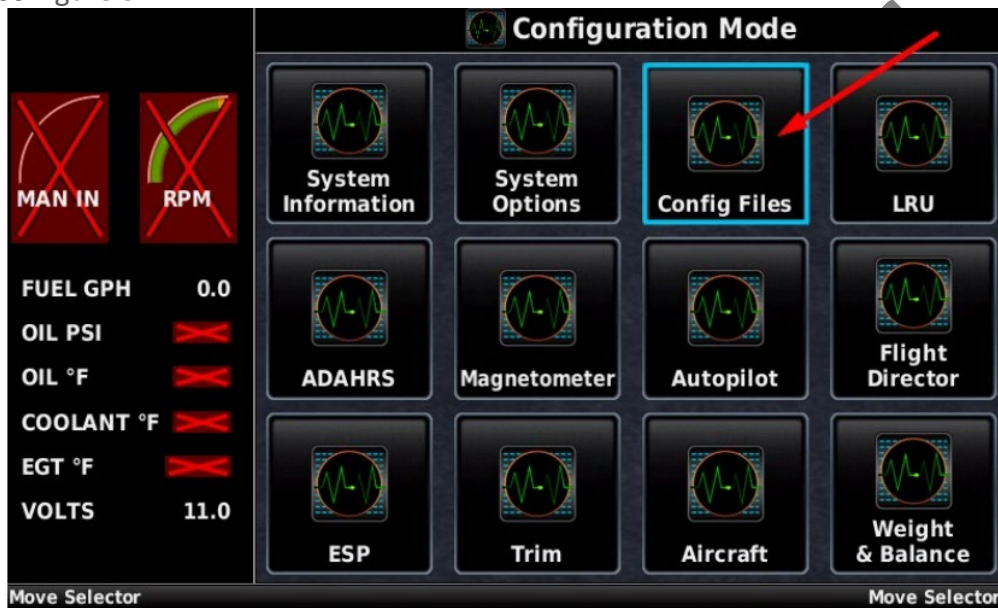 Configuration Mode
MAN IN
RPM
FUEL GPH 0.0
OIL PSI
OIL °F
COOLANT °F
EGT °F
VOLTS 11.0
System
Information
System
Options
Config Files
LRU
ADAHRS
Magnetometer
Autopilot
Flight
Director
ESP
Trim
Aircraft
Weight
& Balance
Move Selector
Move Selector